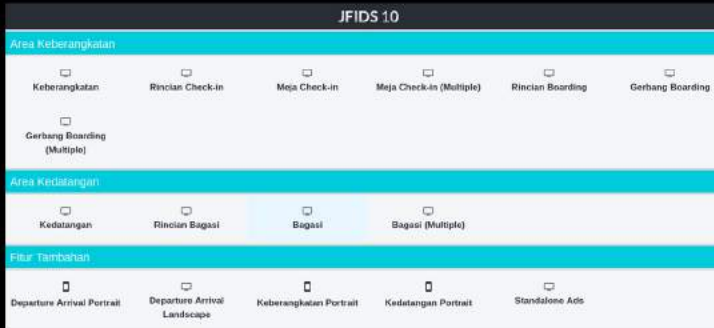 JFIDS 10
Area Keberangkatan
Keberangkatan
Rincian Check-in
Meja Check-in
Meja Check-in (Multiple)
Rincian Boarding
Gerbang Boarding
Gerbang Boarding
(Multiple)
Area Kedatangan
Kedatangan
Rincian Bagasi
Bagasi
Bagasi (Multiple)
Fitur Tambahan
Departure Arrival Portrait
Departure Arrival
Landscape
Keberangkatan Portrait
Kedatangan Portrait
Standalone Ads